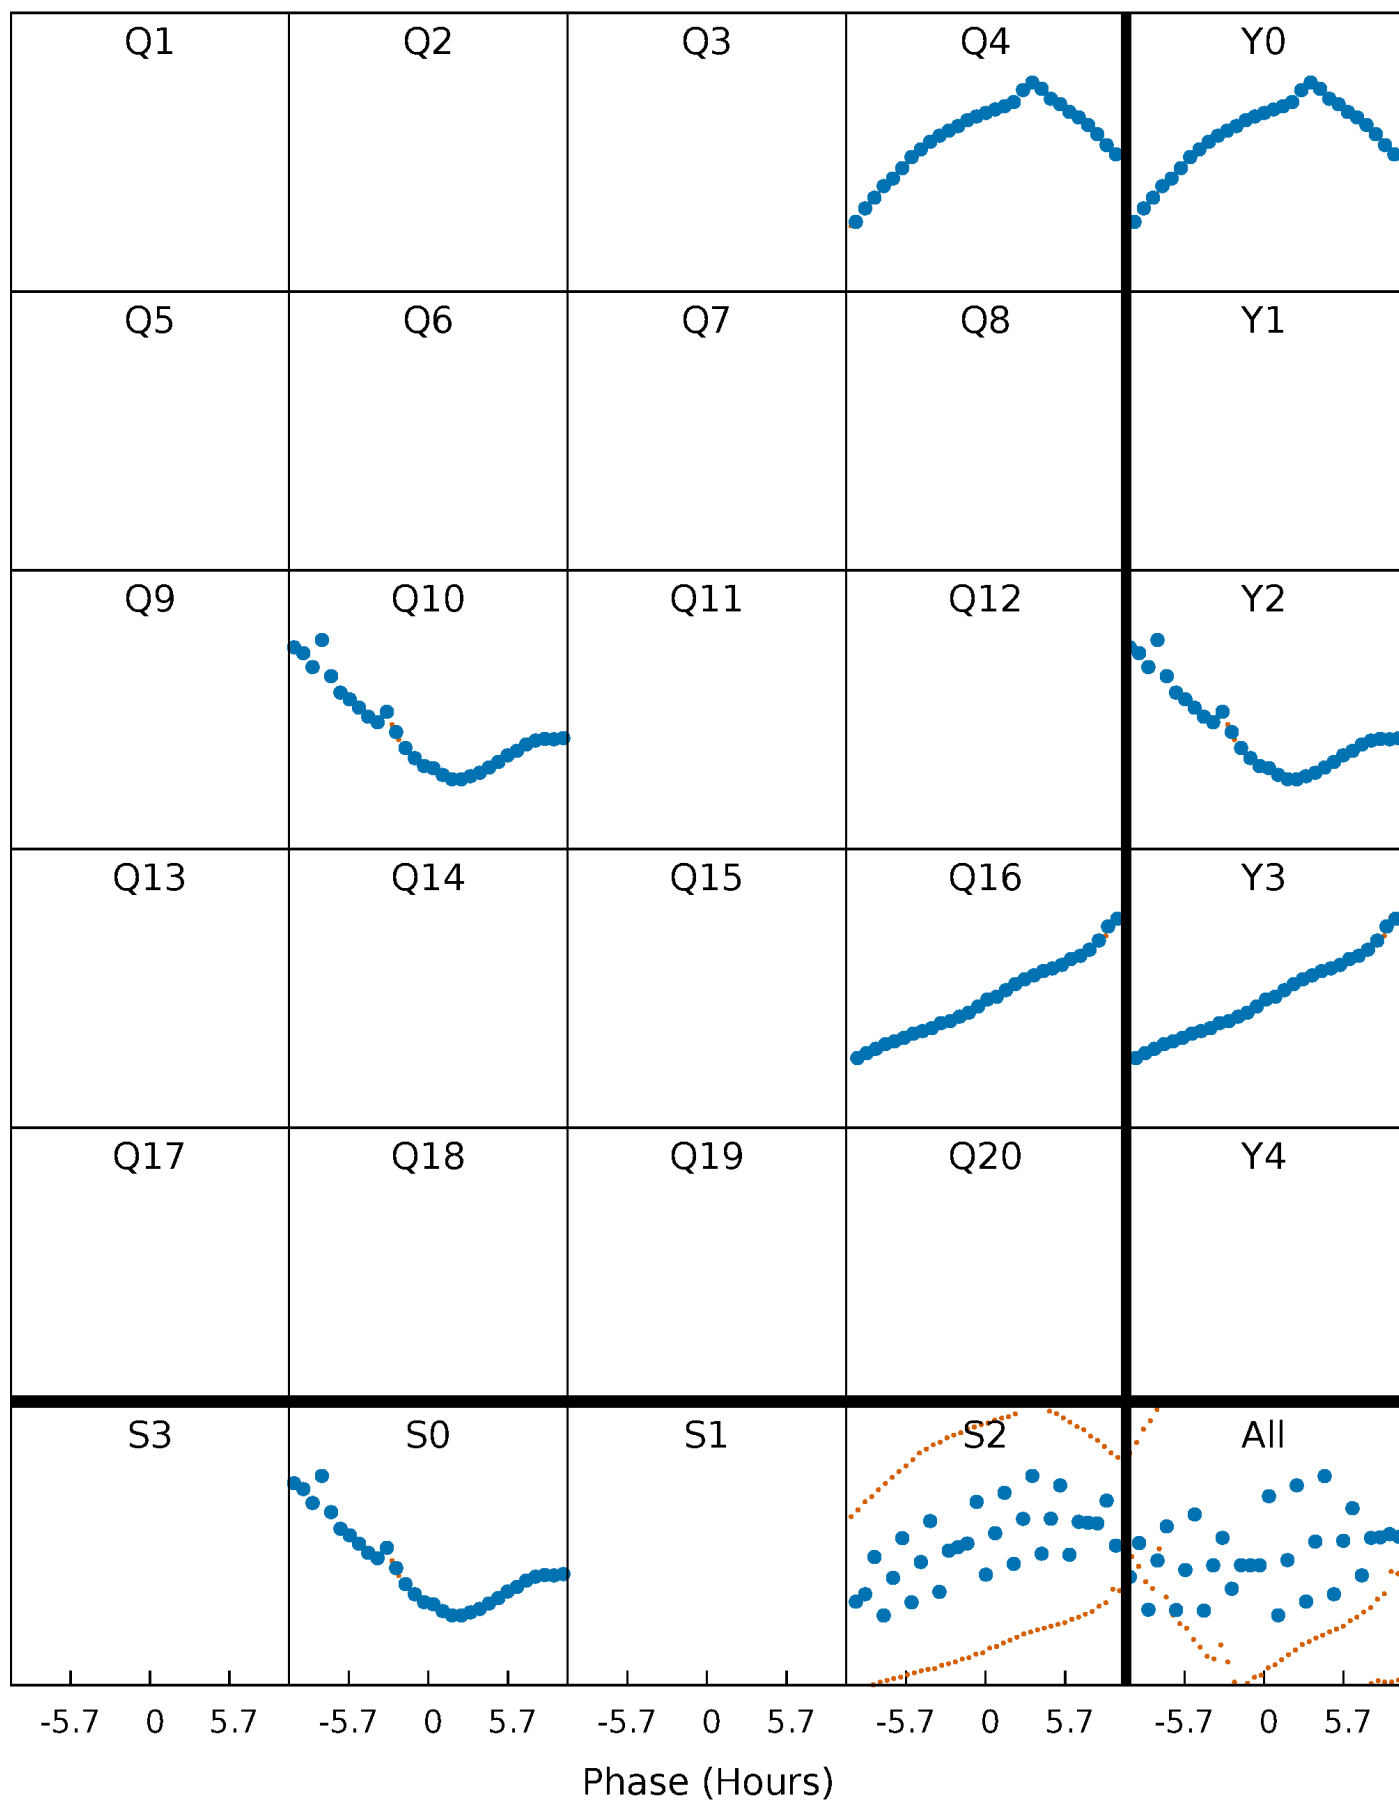 Q1 Q2 Q3 Q4 Y0
Q5 Q6 Q7 Q8 Y1
Q9 Q10 Q11 Q12 Y2
Q13 Q14 Q15 Q16 Y3
Q17 Q18 Q19 Q20 Y4
S3 S0 S1 S2 All
-5.7 0 5.7 -5.7 0 5.7 -5.7 0 5.7 -5.7 0 5.7 -5.7 0 5.7
Phase (Hours)